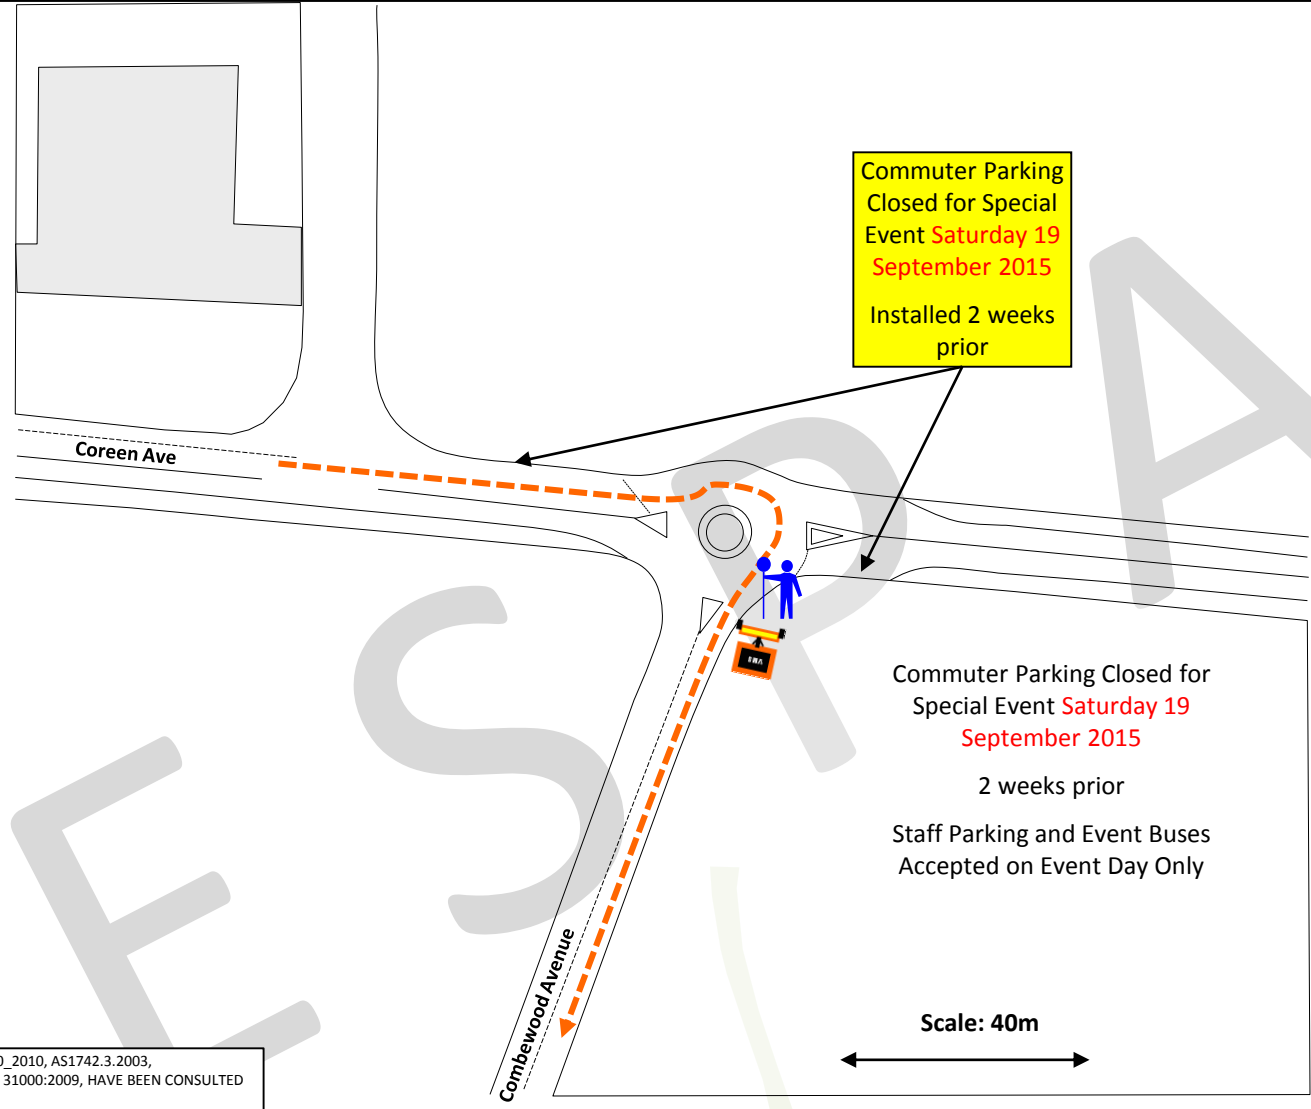 Commuter Parking
Closed for Special
Event Saturday 19
September 2015
Installed 2 weeks
prior
Coreen Ave
Commuter Parking Closed for
Special Event Saturday 19
September 2015
2 weeks prior
Staff Parking and Event Buses
Accepted on Event Day Only
Combewood Avenue
Scale: 40m
0_2010, AS1742.3.2003,
31000:2009, HAVE BEEN CONSULTED
E S P A